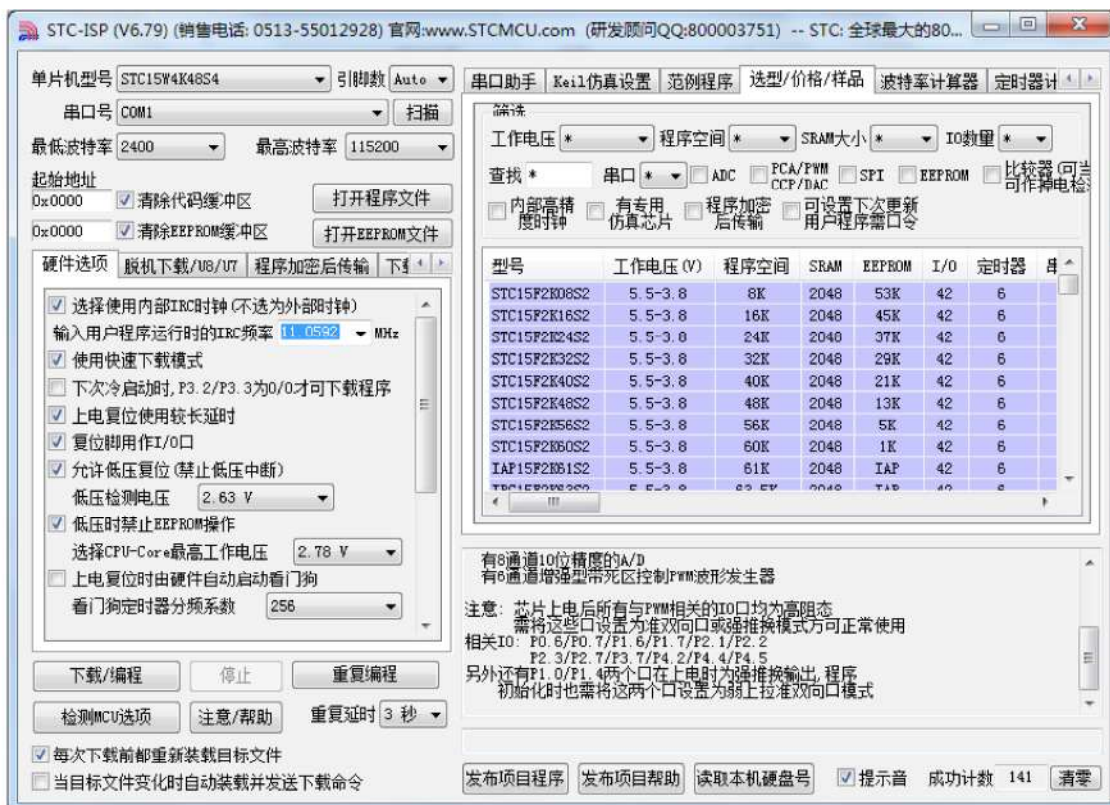 STC-ISP (V6.79) (销售电话: 0513-55012928) 官网:www.STCMCU.com (研发顾问QQ:800003751) -- STC: 全球最大的80...
单片机型号 STC15W4K48S4 引脚数 Auto
串口号 COM1 扫描
最低波特率 2400 最高波特率 115200
起始地址
0x0000 清除代码缓冲区 打开程序文件
0x0000 清除EEPROM缓冲区 打开EEPROM文件
硬件选项 脱机下载/U8/U7 程序加密后传输
选择使用内部IRC时钟(不选为外部时钟)
输入用户程序运行时的IRC频率 11.0592 MHz
使用快速下载模式
下次冷启动时,P3.2/P3.3为0/0才可下载程序
上电复位使用较长延时
复位脚用作I/O口
允许低压复位(禁止低压中断)
低压检测电压 2.63 V
低压时禁止EEPROM操作
选择CPU-Core最高工作电压 2.78 V
上电复位时由硬件自动启动看门狗
看门狗定时器分频系数 256
下载/编程 停止 重复编程
检测MCU选项 注意/帮助 重复延时 3 秒
每次下载前都重新装载目标文件
当目标文件变化时自动装载并发送下载命令
串口助手 Keil仿真设置 范例程序 选型/价格/样品 波特率计算器 定时器计
筛选
工作电压 * 程序空间 * SRAM大小 * IO数量 *
查找 * 串口 * ADC PCA/PWM CCP/DAC SPI EEPROM 比较器(可当 可作掉电检
内部高精度时钟 有专用仿真芯片 程序加密后传输 可设置下次更新用户程序需口令
型号 工作电压(V) 程序空间 SRAM EEPROM I/O 定时器 串
STC15F2K08S2 5.5-3.8 8K 2048 53K 42 6
STC15F2K16S2 5.5-3.8 16K 2048 45K 42 6
STC15F2K24S2 5.5-3.8 24K 2048 37K 42 6
STC15F2K32S2 5.5-3.8 32K 2048 29K 42 6
STC15F2K40S2 5.5-3.8 40K 2048 21K 42 6
STC15F2K48S2 5.5-3.8 48K 2048 13K 42 6
STC15F2K56S2 5.5-3.8 56K 2048 5K 42 6
STC15F2K60S2 5.5-3.8 60K 2048 1K 42 6
IAP15F2K61S2 5.5-3.8 61K 2048 IAP 42 6
有8通道10位精度的A/D
有6通道增强型带死区控制PWM波形发生器
注意: 芯片上电后所有与PWM相关的IO口均为高阻态
需将这些口设置为准双向口或强推挽模式方可正常使用
相关IO: P0.6/P0.7/P1.6/P1.7/P2.1/P2.2
P2.3/P2.7/P3.7/P4.2/P4.4/P4.5
另外还有P1.0/P1.4两个口在上电时为强推挽输出,程序
初始化时也需将这两个口设置为弱上拉准双向口模式
发布项目程序 发布项目帮助 读取本机硬盘号 提示音 成功计数 141 清零